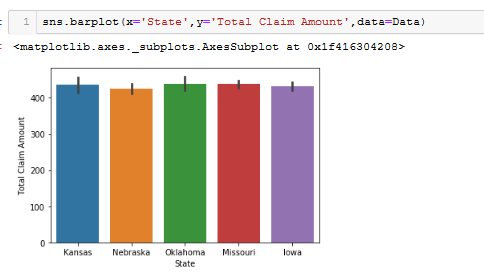 1 sns.barplot(x='State',y='Total Claim Amount',data=Data)
<matplotlib.axes._subplots.AxesSubplot at 0x1f416304208>
400
300
200
100
0
Total Claim Amount
Kansas Nebraska Oklahoma Missouri Iowa
State